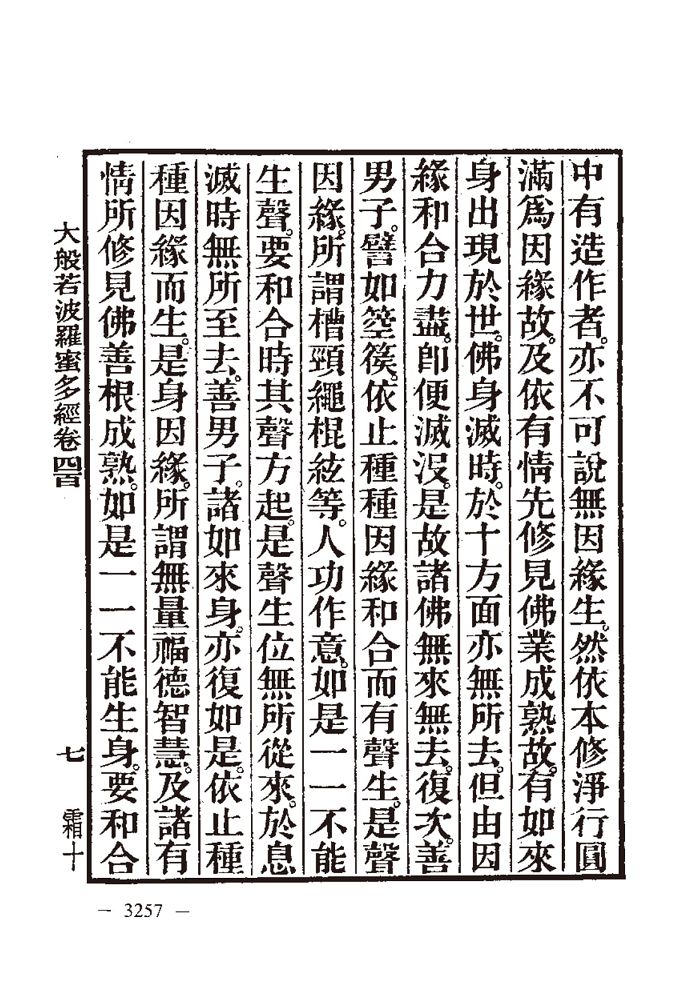 中有造作者。亦不可說無因緣生。然依本修淨行圓
滿爲因緣故。及依有情先修見佛業成熟故。有如來
身出現於世。佛身滅時。於十方面亦無所去。但由因
緣和合力盡。卽便滅沒。是故諸佛無來無去。復次。善
男子。譬如箜篌。依止種種因緣和合而有聲生。是聲
因緣。所謂槽頸繩棍絃等。人功作意。如是一一不能
生聲。要和合時其聲方起。是聲生位無所從來。於息
滅時無所至去。善男子。諸如來身。亦復如是。依止種
種因緣而生。是身因緣。所謂無量福德智慧。及諸有
情所修見佛善根成熟。如是一一不能生身。要和合
大般若波羅蜜多經卷四百
七
霜十
— 3257 —